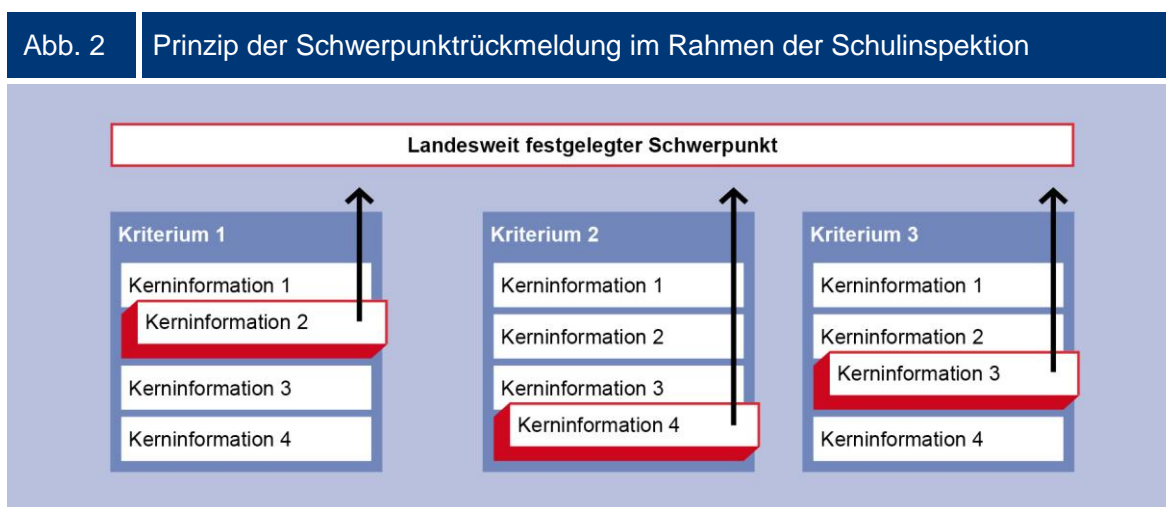 Abb. 2 Prinzip der Schwerpunktrückmeldung im Rahmen der Schulinspektion
Landesweit festgelegter Schwerpunkt
Kriterium 1
Kerninformation 1
Kerninformation 2
Kerninformation 3
Kerninformation 4
Kriterium 2
Kerninformation 1
Kerninformation 2
Kerninformation 3
Kerninformation 4
Kriterium 3
Kerninformation 1
Kerninformation 2
Kerninformation 3
Kerninformation 4